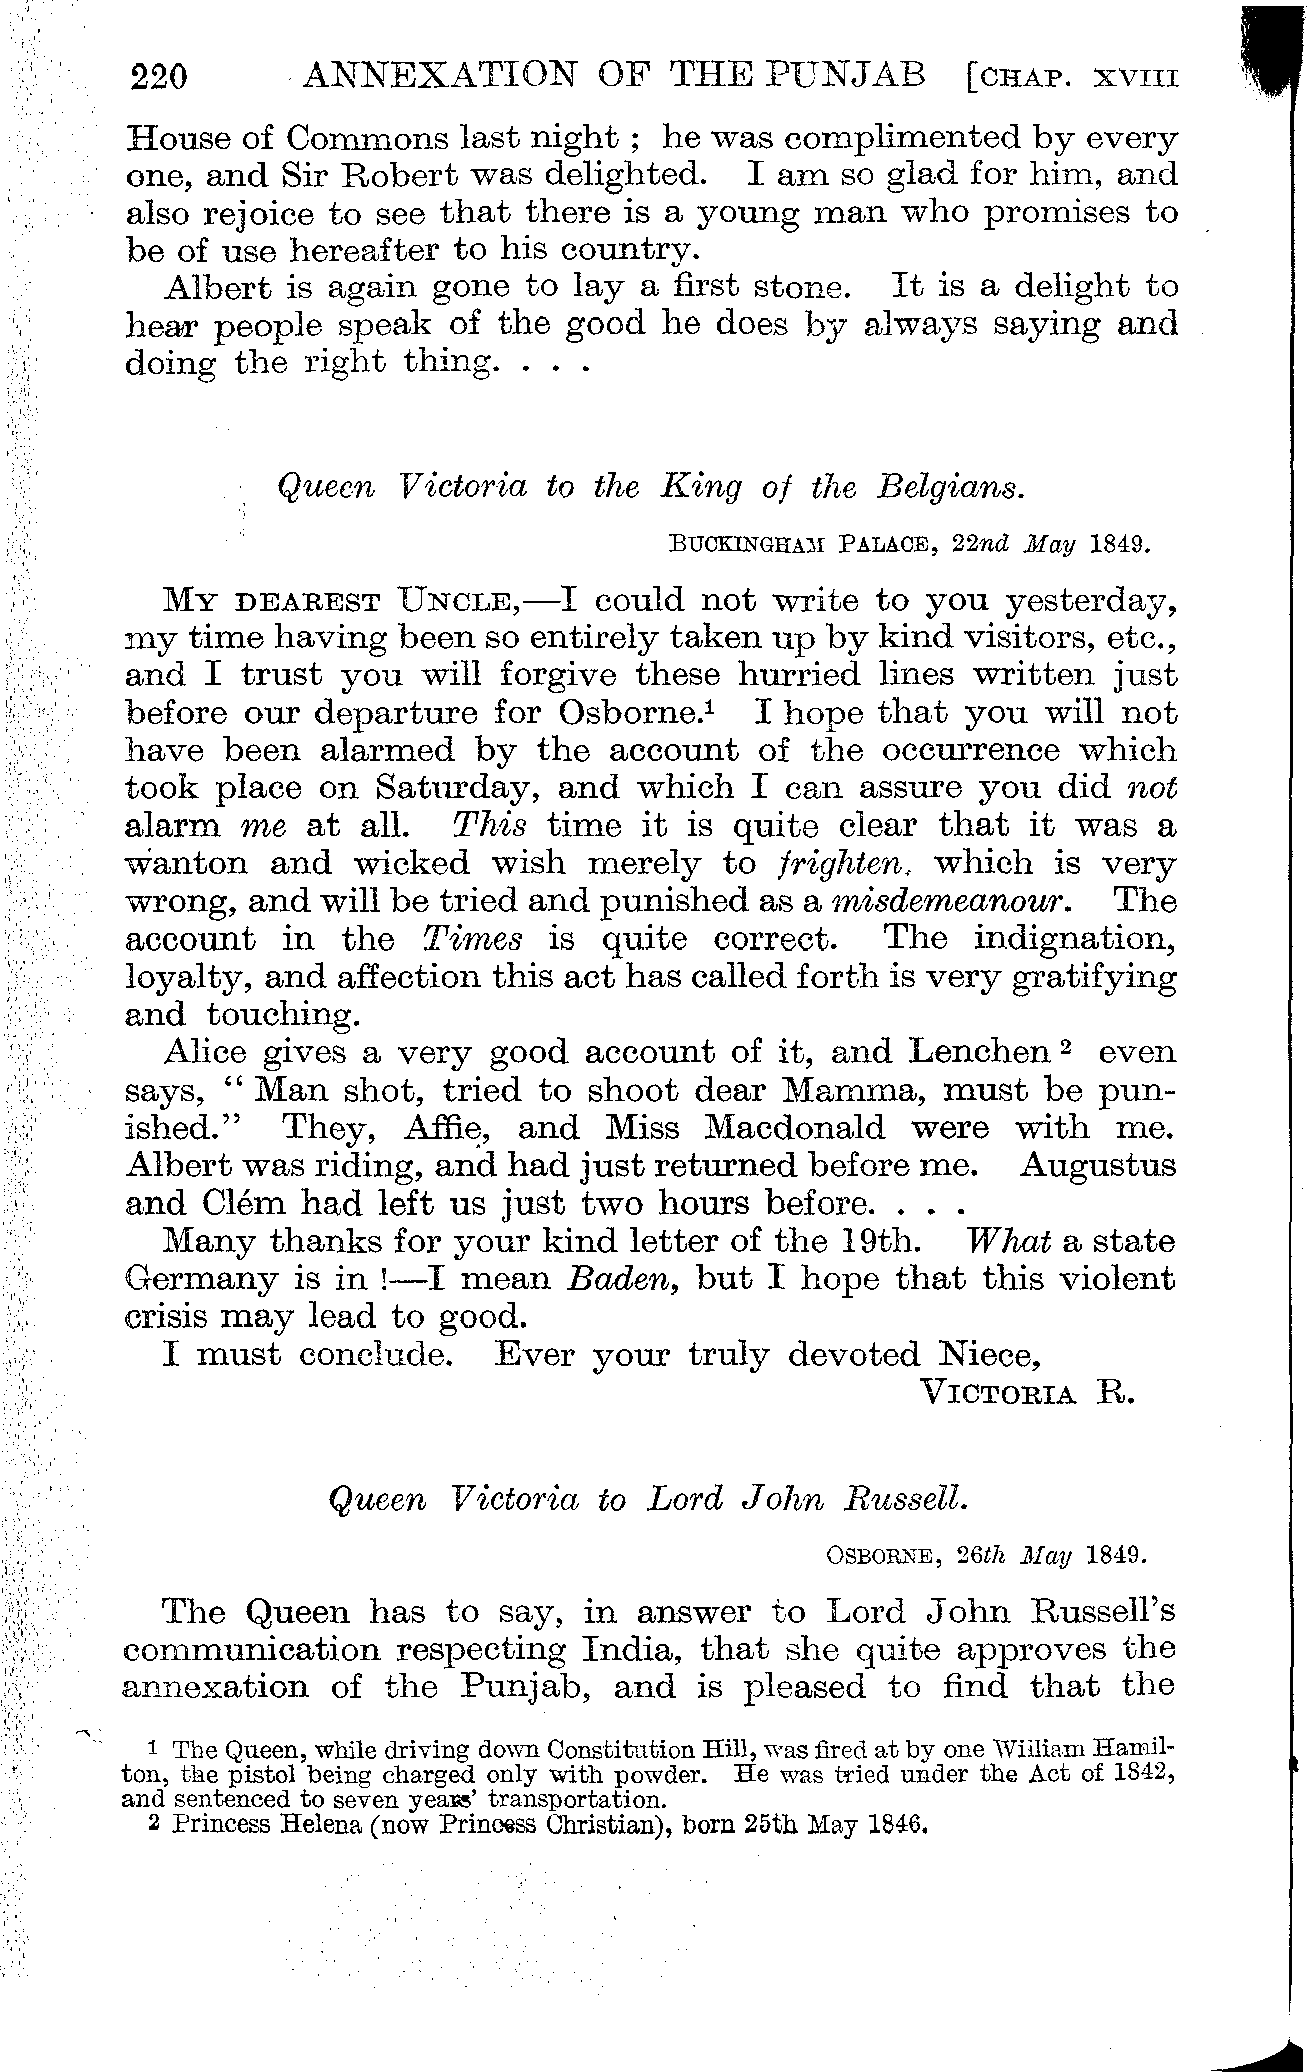 220 ANNEXATION OF THE PUNJAB [CHAP. XVIII
House of Commons last night ; he was complimented by every
one, and Sir Robert was delighted. I am so glad for him, and
also rejoice to see that there is a young man who promises to
be of use hereafter to his country.
Albert is again gone to lay a first stone. It is a delight to
hear people speak of the good he does by always saying and
doing the right thing. . . .
Queen Victoria to the King of the Belgians.
BUCKINGHAM PALACE, 22nd May 1849.
MY DEAREST UNCLE,—I could not write to you yesterday,
my time having been so entirely taken up by kind visitors, etc.,
and I trust you will forgive these hurried lines written just
before our departure for Osborne.¹ I hope that you will not
have been alarmed by the account of the occurrence which
took place on Saturday, and which I can assure you did not
alarm me at all. This time it is quite clear that it was a
wanton and wicked wish merely to frighten, which is very
wrong, and will be tried and punished as a misdemeanour. The
account in the Times is quite correct. The indignation,
loyalty, and affection this act has called forth is very gratifying
and touching.
Alice gives a very good account of it, and Lenchen ² even
says, “ Man shot, tried to shoot dear Mamma, must be pun-
ished.” They, Affie, and Miss Macdonald were with me.
Albert was riding, and had just returned before me. Augustus
and Clém had left us just two hours before. . . .
Many thanks for your kind letter of the 19th. What a state
Germany is in !—I mean Baden, but I hope that this violent
crisis may lead to good.
I must conclude. Ever your truly devoted Niece,
VICTORIA R.
Queen Victoria to Lord John Russell.
OSBORNE, 26th May 1849.
The Queen has to say, in answer to Lord John Russell’s
communication respecting India, that she quite approves the
annexation of the Punjab, and is pleased to find that the
1 The Queen, while driving down Constitution Hill, was fired at by one William Hamil-
ton, the pistol being charged only with powder. He was tried under the Act of 1842,
and sentenced to seven years’ transportation.
2 Princess Helena (now Princess Christian), born 25th May 1846.